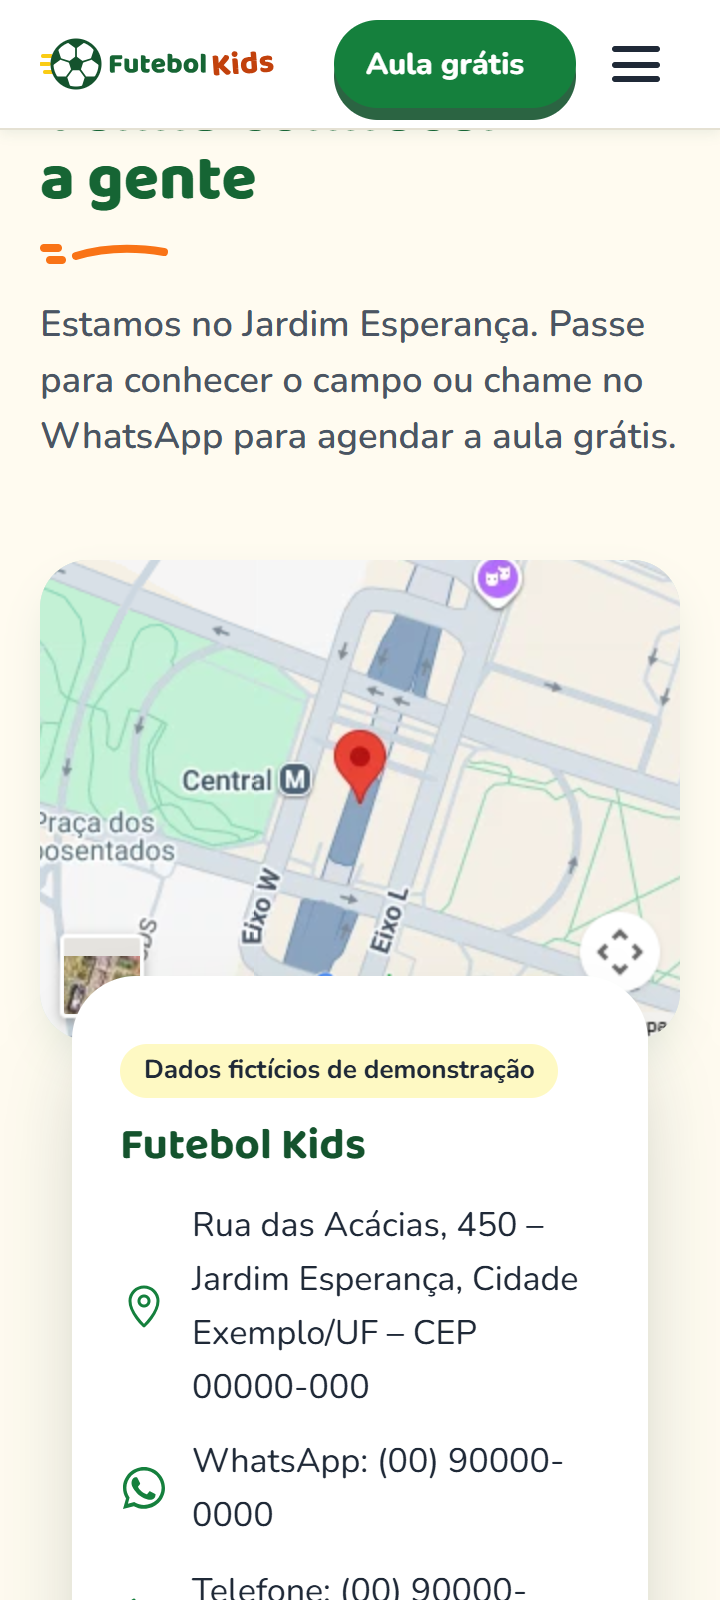 Futebol Kids
Aula grátis
a gente
Estamos no Jardim Esperança. Passe
para conhecer o campo ou chame no
WhatsApp para agendar a aula grátis.
Central M
Praça dos
posentados
Eixo W
Eixo L
Dados fictícios de demonstração
Futebol Kids
Rua das Acácias, 450 –
Jardim Esperança, Cidade
Exemplo/UF – CEP
00000-000
WhatsApp: (00) 90000-
0000
Telefone: (00) 90000-